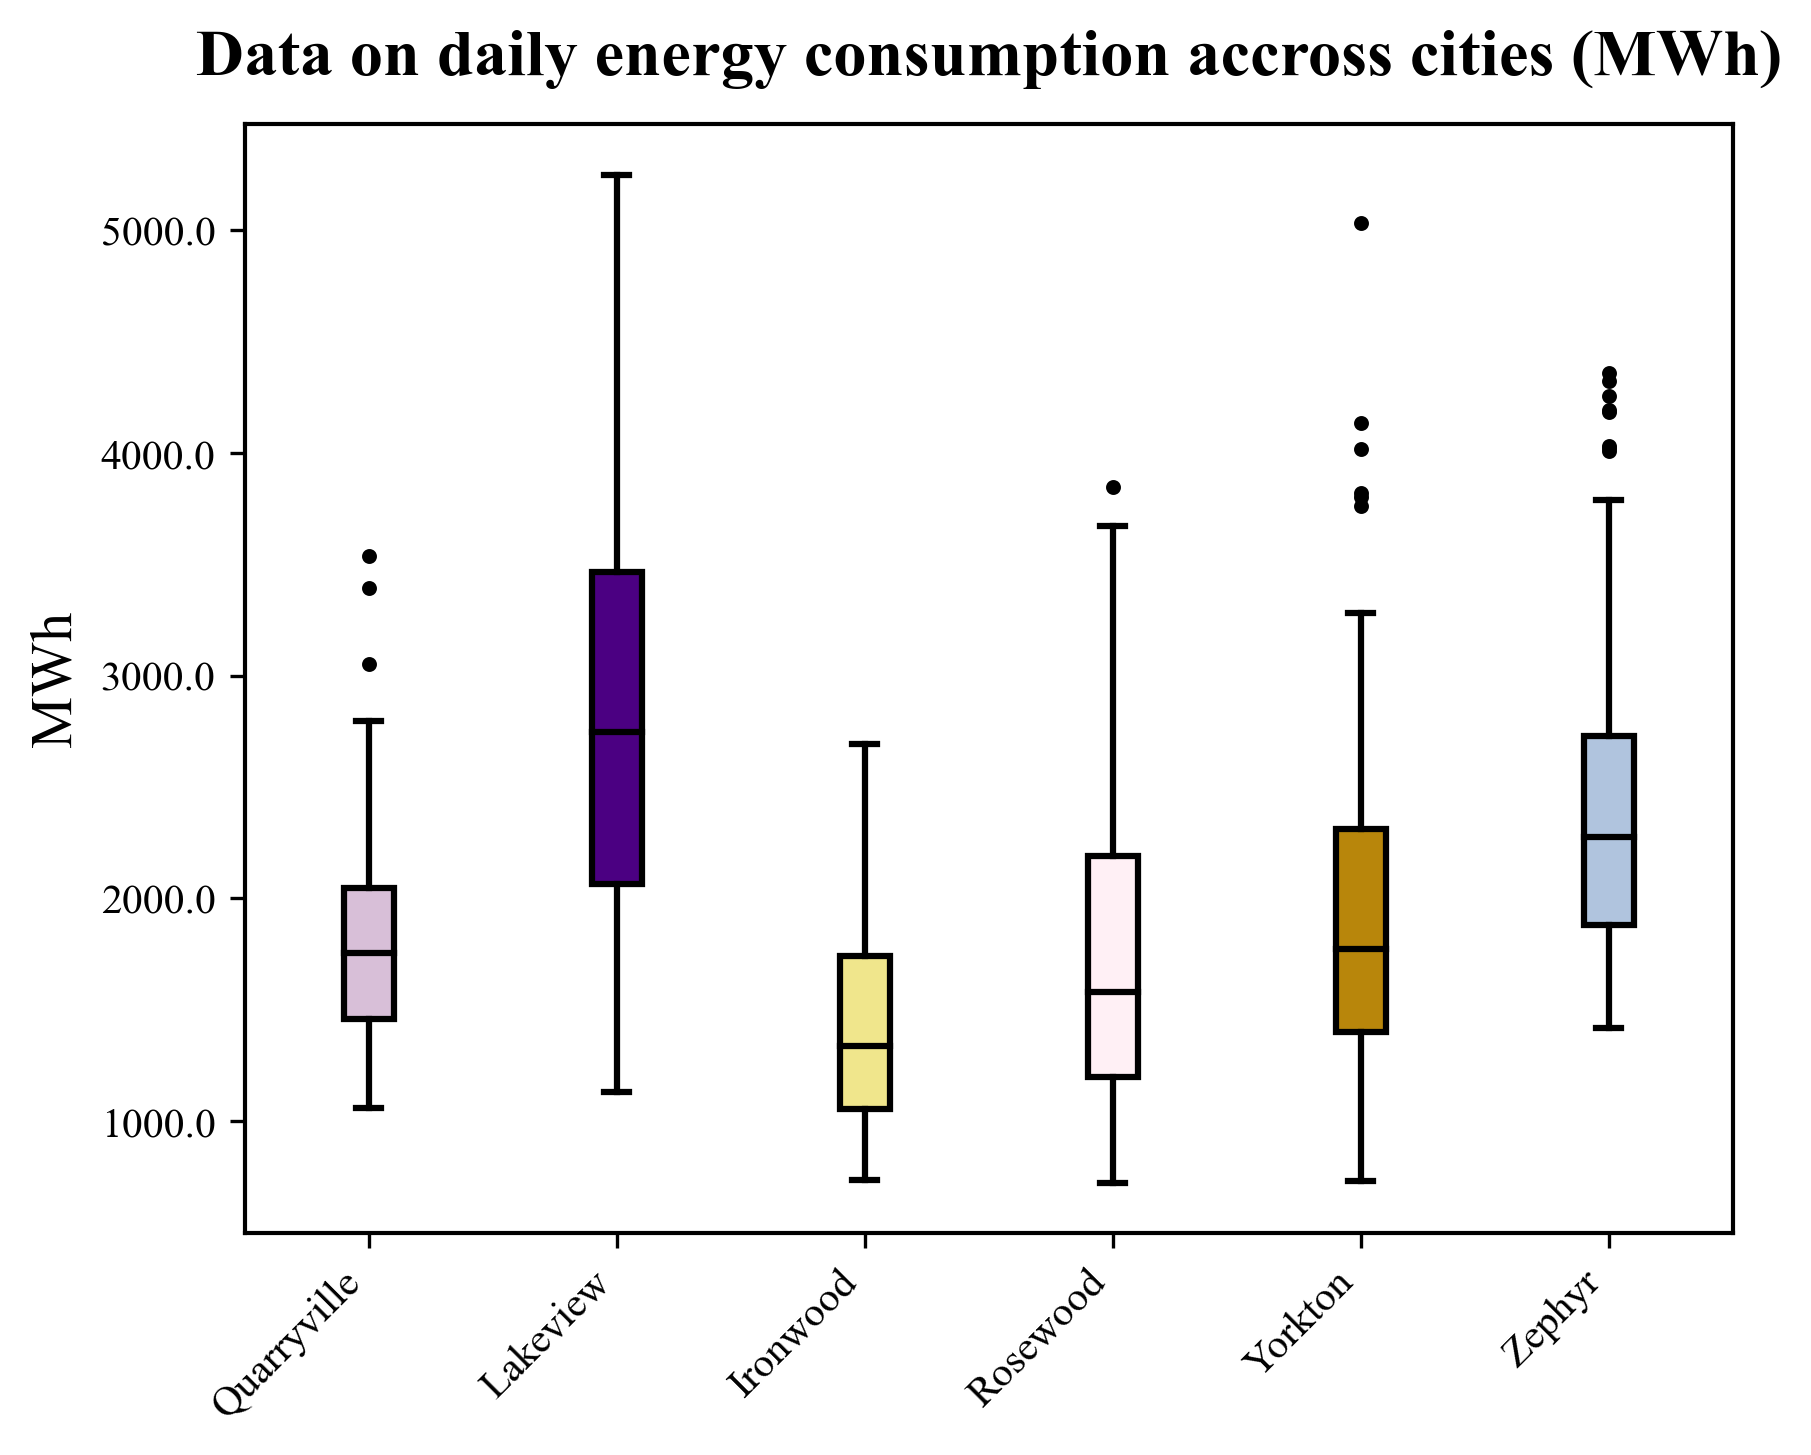 Data on daily energy consumption accross cities (MWh)
MWh
5000.0
4000.0
3000.0
2000.0
1000.0
Quarryville
Lakeview
Ironwood
Rosewood
Yorkton
Zephyr